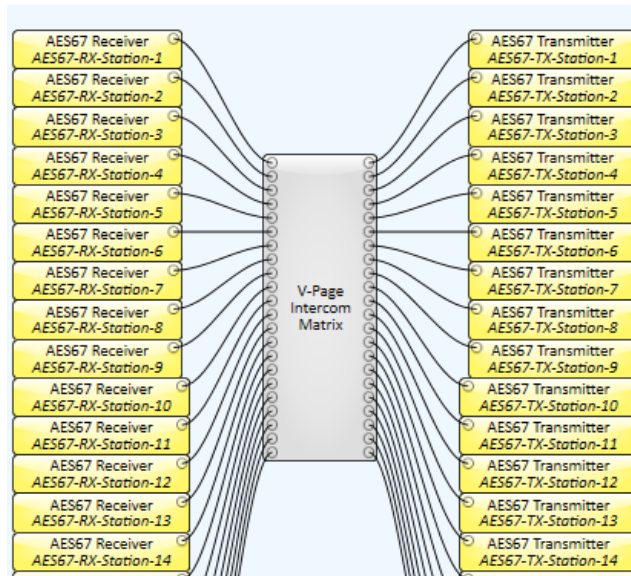 AES67 Receiver
AES67-RX-Station-1
AES67 Receiver
AES67-RX-Station-2
AES67 Receiver
AES67-RX-Station-3
AES67 Receiver
AES67-RX-Station-4
AES67 Receiver
AES67-RX-Station-5
AES67 Receiver
AES67-RX-Station-6
AES67 Receiver
AES67-RX-Station-7
AES67 Receiver
AES67-RX-Station-8
AES67 Receiver
AES67-RX-Station-9
AES67 Receiver
AES67-RX-Station-10
AES67 Receiver
AES67-RX-Station-11
AES67 Receiver
AES67-RX-Station-12
AES67 Receiver
AES67-RX-Station-13
AES67 Receiver
AES67-RX-Station-14
V-Page
Intercom
Matrix
AES67 Transmitter
AES67-TX-Station-1
AES67 Transmitter
AES67-TX-Station-2
AES67 Transmitter
AES67-TX-Station-3
AES67 Transmitter
AES67-TX-Station-4
AES67 Transmitter
AES67-TX-Station-5
AES67 Transmitter
AES67-TX-Station-6
AES67 Transmitter
AES67-TX-Station-7
AES67 Transmitter
AES67-TX-Station-8
AES67 Transmitter
AES67-TX-Station-9
AES67 Transmitter
AES67-TX-Station-10
AES67 Transmitter
AES67-TX-Station-11
AES67 Transmitter
AES67-TX-Station-12
AES67 Transmitter
AES67-TX-Station-13
AES67 Transmitter
AES67-TX-Station-14